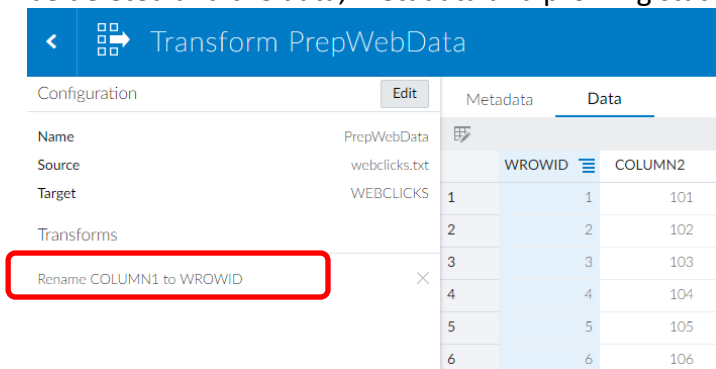 Transform PrepWebData
Configuration Edit
Name PrepWebData
Source webclicks.txt
Target WEBCLICKS
Transforms
Rename COLUMN1 to WROWID
Metadata Data
WROWID COLUMN2
1 1 101
2 2 102
3 3 103
4 4 104
5 5 105
6 6 106